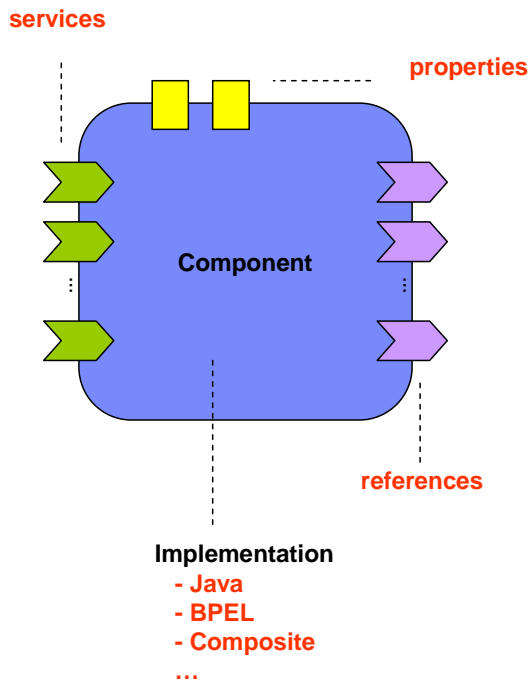 services
properties
Component
...
...
references
Implementation
- Java
- BPEL
- Composite
...